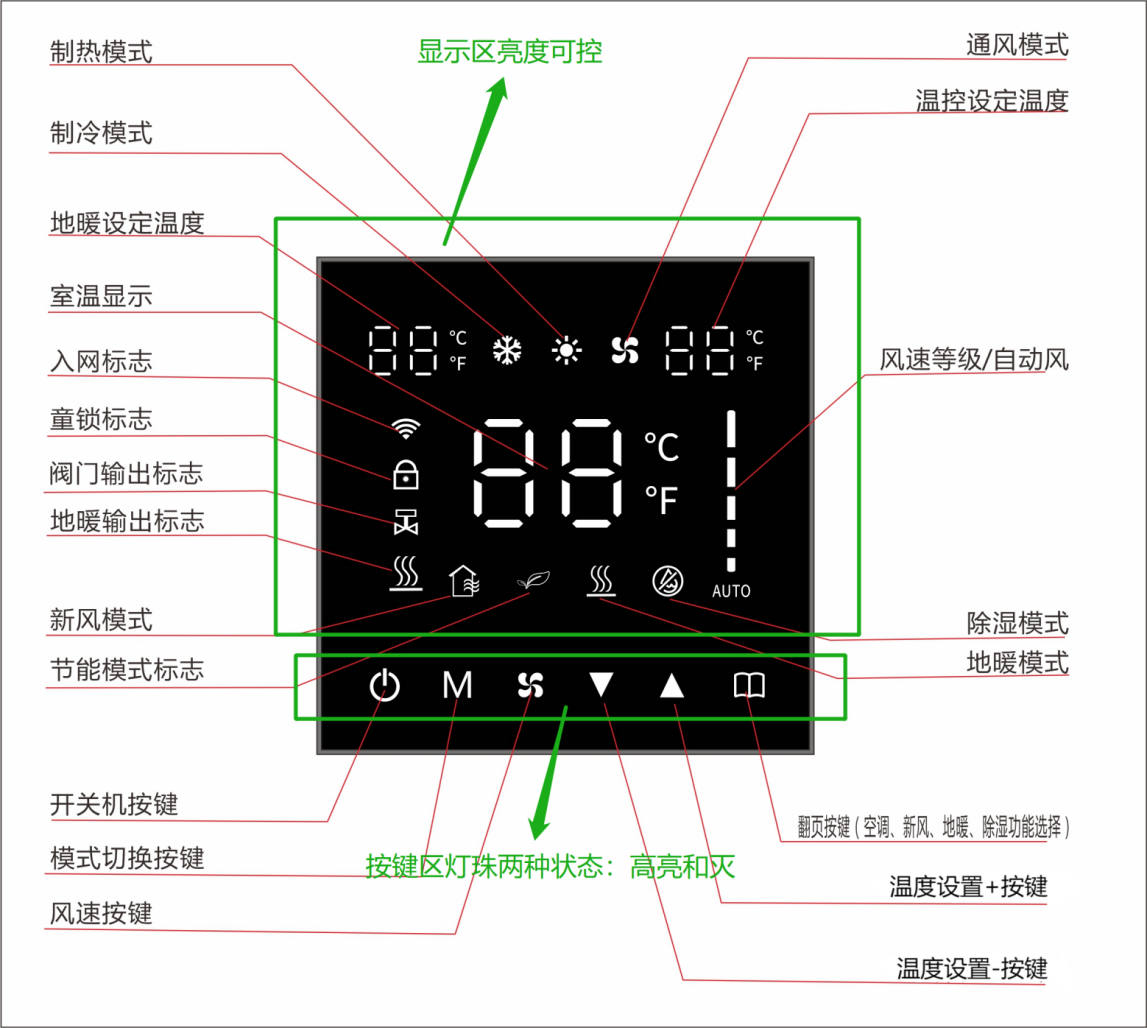 制热模式
显示区亮度可控
通风模式
温控设定温度
制冷模式
地暖设定温度
室温显示
入网标志
童锁标志
阀门输出标志
地暖输出标志
新风模式
节能模式标志
88 °C
°F
88 °C
°F
88 °C
°F
AUTO
风速等级/自动风
除湿模式
地暖模式
M
开关机按键
模式切换按键
风速按键
按键区灯珠两种状态：高亮和灭
翻页按键（空调、新风、地暖、除湿功能选择）
温度设置+按键
温度设置-按键